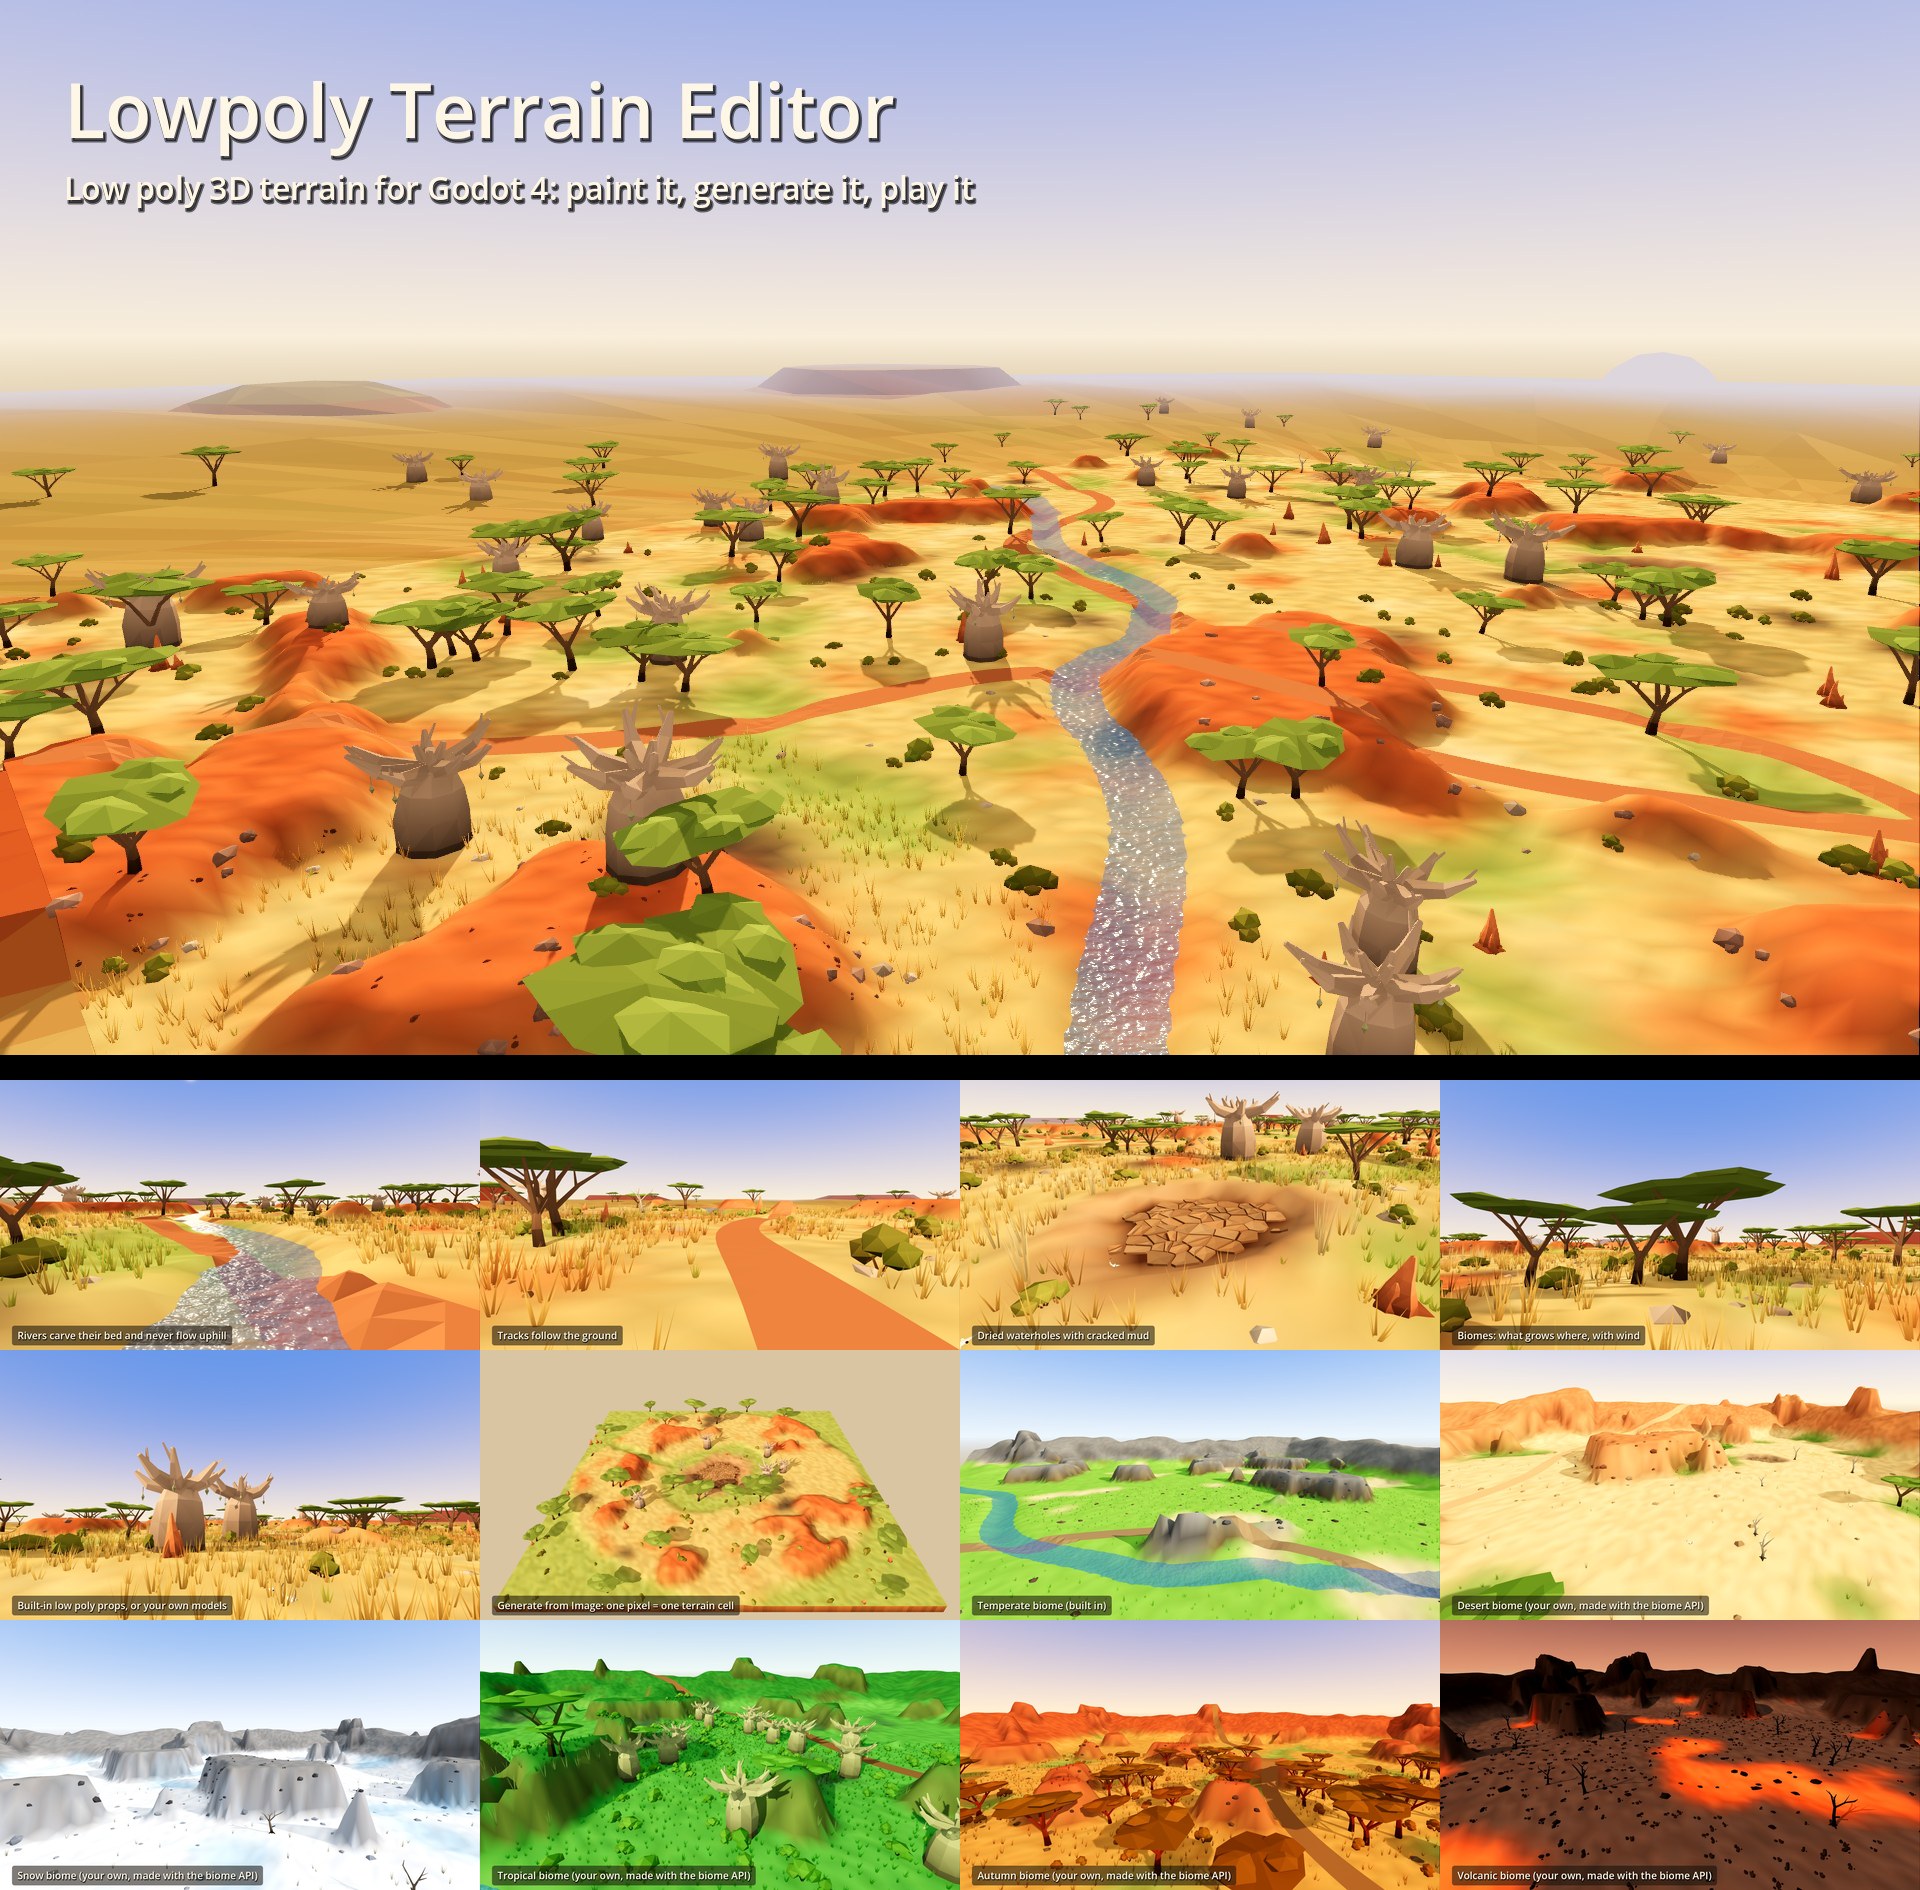 Lowpoly Terrain Editor
Low poly 3D terrain for Godot 4: paint it, generate it, play it
Rivers carve their bed and never flow uphill
Tracks follow the ground
Dried waterholes with cracked mud
Biomes: what grows where, with wind
Built-in low poly props, or your own models
Generate from Image: one pixel = one terrain cell
Temperate biome (built in)
Desert biome (your own, made with the biome API)
Snow biome (your own, made with the biome API)
Tropical biome (your own, made with the biome API)
Autumn biome (your own, made with the biome API)
Volcanic biome (your own, made with the biome API)